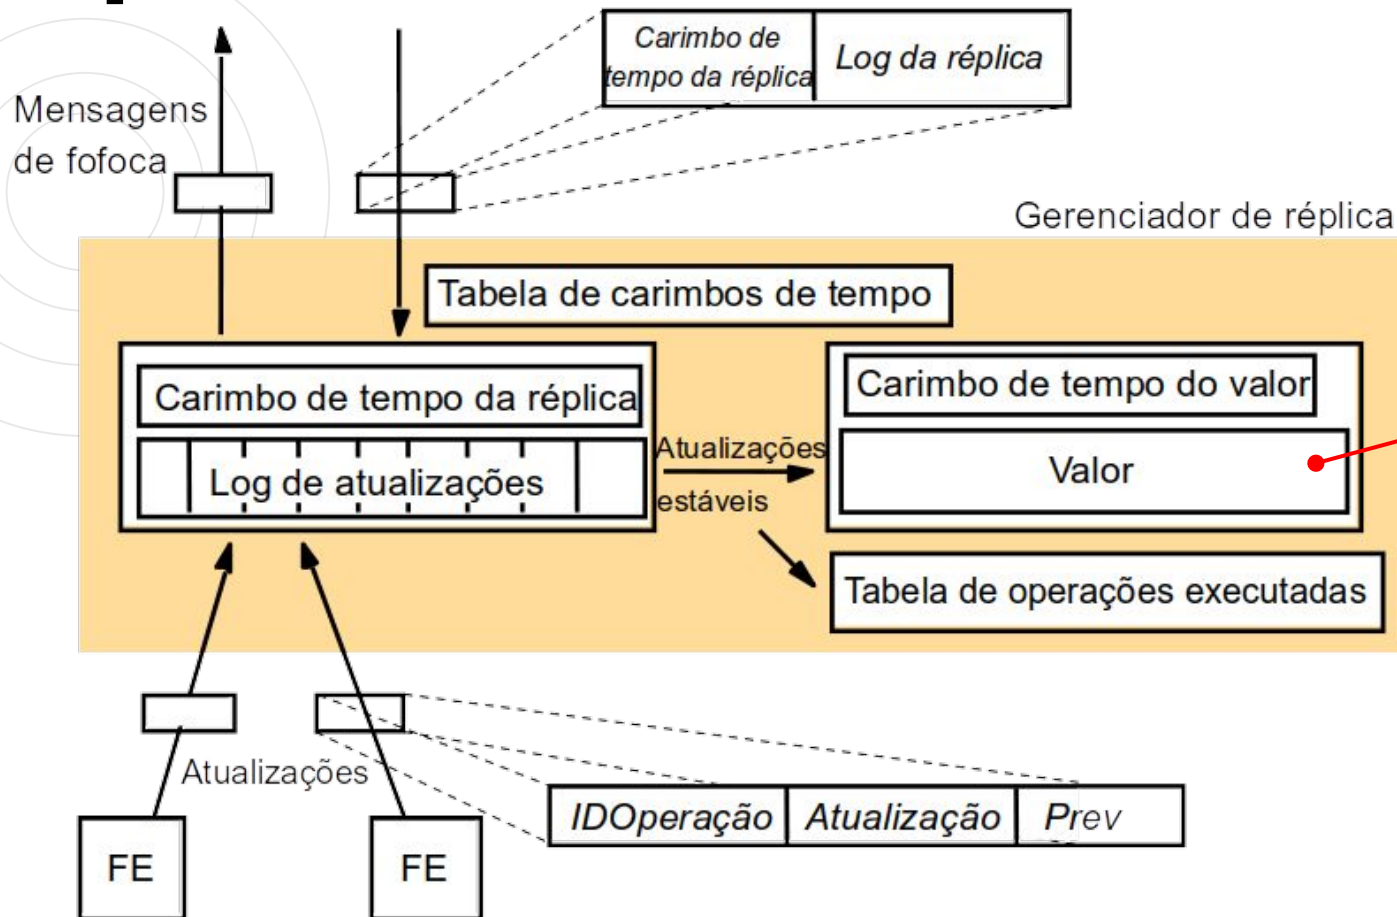 Carimbo de
tempo da réplica
Log da réplica
Mensagens
de fofoca
Gerenciador de réplica
Tabela de carimbos de tempo
Carimbo de tempo da réplica
Log de atualizações
Atualizações
estáveis
Carimbo de tempo do valor
Valor
Tabela de operações executadas
Atualizações
IDOperação
Atualização
Prev
FE
FE